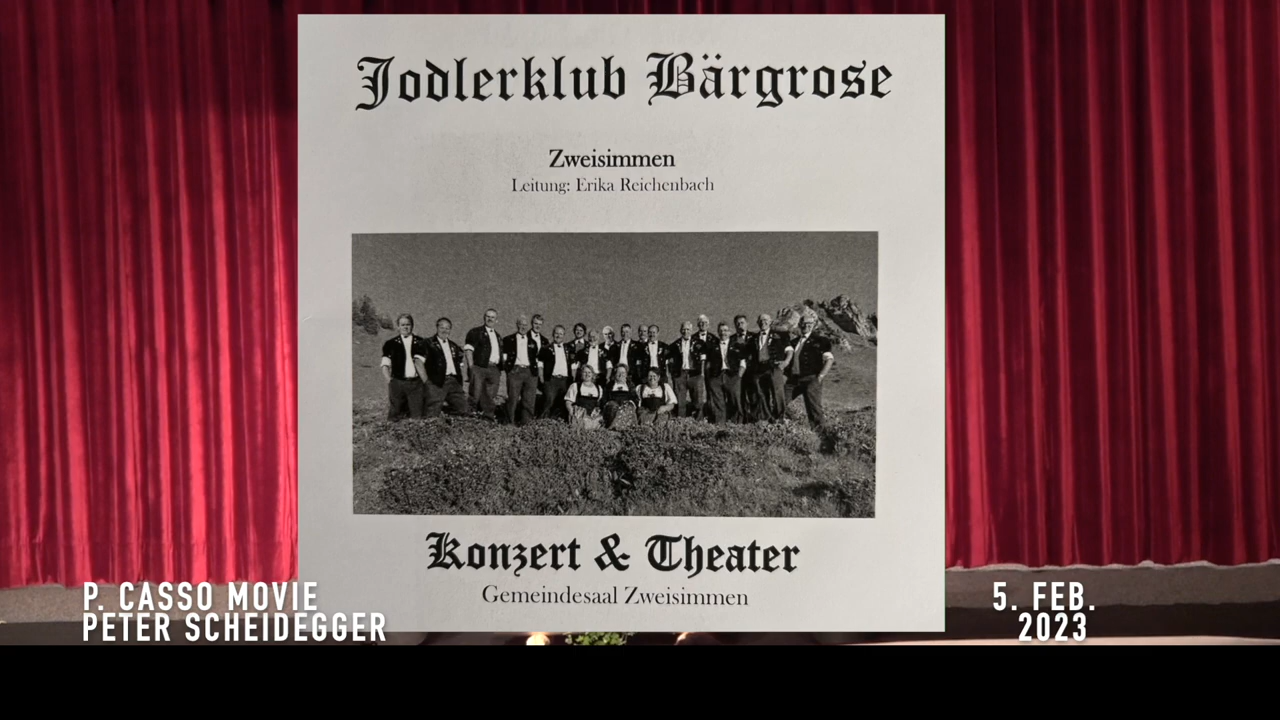 Jodlerklub Bärgrose
Zweisimmen
Leitung: Erika Reichenbach
Konzert & Theater
Gemeindesaal Zweisimmen
P. CASSO MOVIE
PETER SCHEIDEGGER
5. FEB.
2023